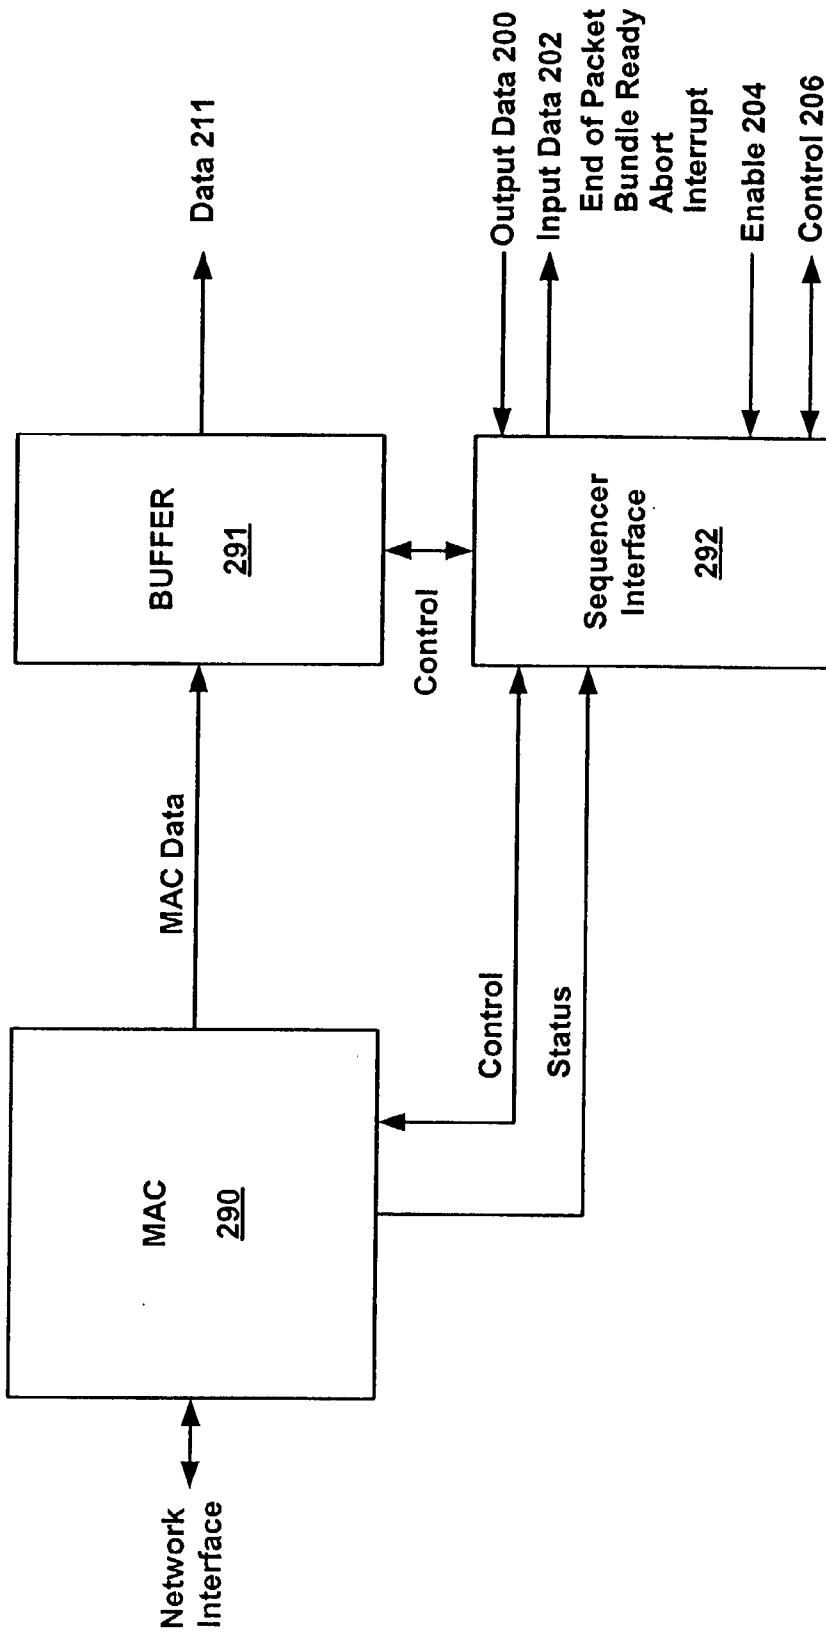 Network
Interface
MAC
290
MAC Data
Control
Status
BUFFER
291
Control
Sequencer
Interface
292
Data 211
Output Data 200
Input Data 202
End of Packet
Bundle Ready
Abort
Interrupt
Enable 204
Control 206